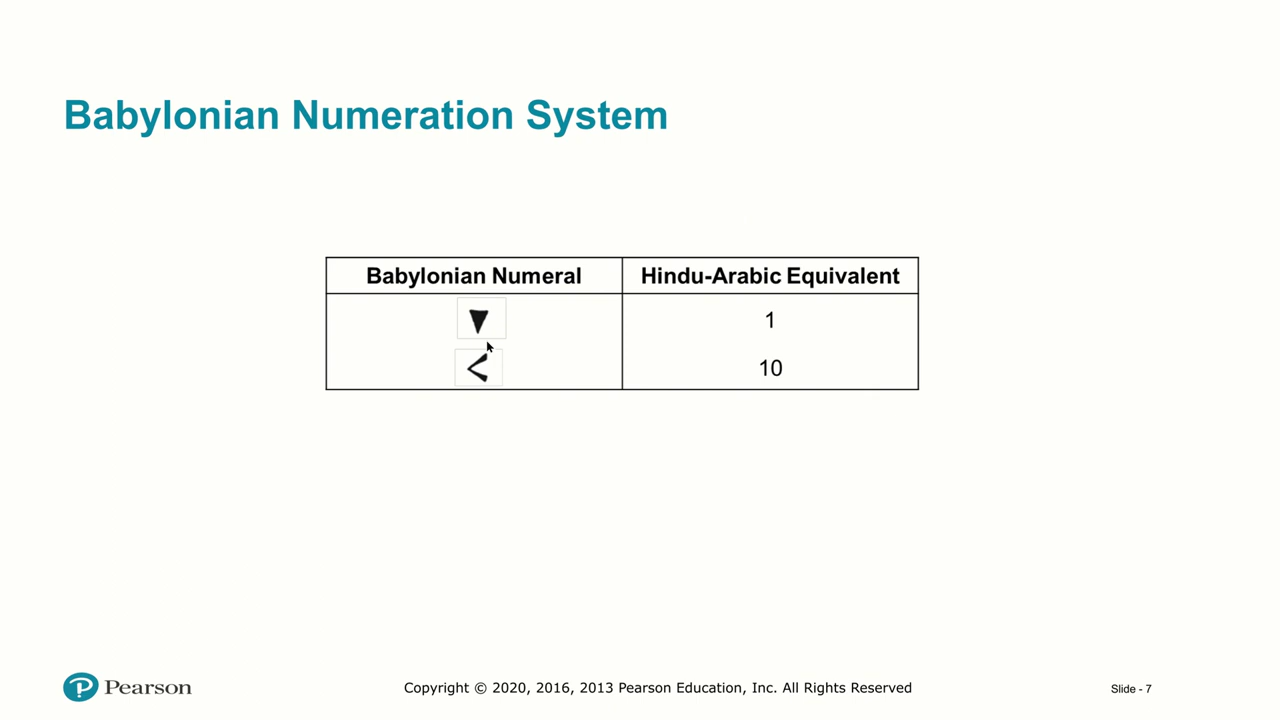 Babylonian Numeration System
Babylonian Numeral Hindu-Arabic Equivalent
▼ 1
< 10
Pearson
Copyright © 2020, 2016, 2013 Pearson Education, Inc. All Rights Reserved
Slide - 7